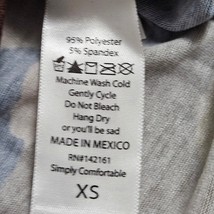 95% Polyester
5% Spandex
Machine Wash Cold
Gently Cycle
Do Not Bleach
Hang Dry
or you'll be sad
MADE IN MEXICO
RN#142161
Simply Comfortable
XS